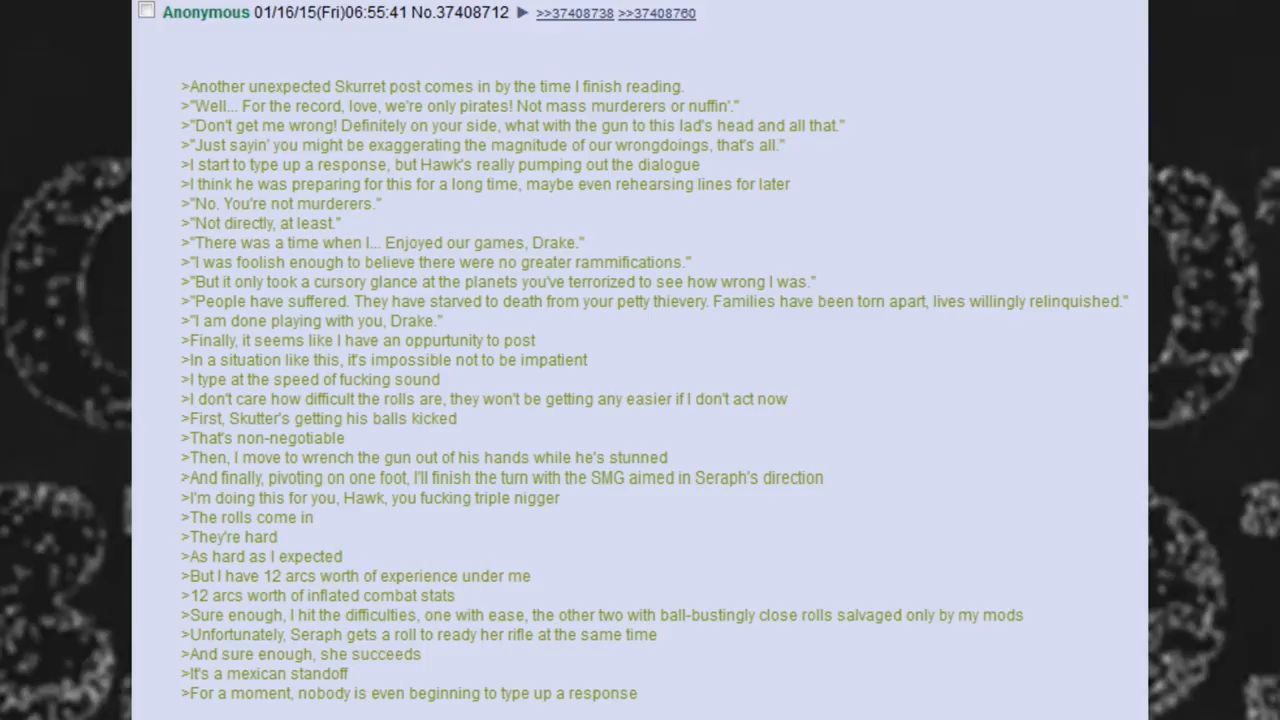 Anonymous 01/16/15(Fri)06:55:41 No.37408712 ▶ >>37408738 >>37408760
>Another unexpected Skurret post comes in by the time I finish reading.
>"Well... For the record, love, we're only pirates! Not mass murderers or nuffin'."
>"Don't get me wrong! Definitely on your side, what with the gun to this lad's head and all that."
>"Just sayin' you might be exaggerating the magnitude of our wrongdoings, that's all."
>I start to type up a response, but Hawk's really pumping out the dialogue
>I think he was preparing for this for a long time, maybe even rehearsing lines for later
>"No. You're not murderers."
>"Not directly, at least."
>"There was a time when I... Enjoyed our games, Drake."
>"I was foolish enough to believe there were no greater rammifications."
>"But it only took a cursory glance at the planets you've terrorized to see how wrong I was."
>"People have suffered. They have starved to death from your petty thievery. Families have been torn apart, lives willingly relinquished."
>"I am done playing with you, Drake."
>Finally, it seems like I have an oppurtunity to post
>In a situation like this, it's impossible not to be impatient
>I type at the speed of fucking sound
>I don't care how difficult the rolls are, they won't be getting any easier if I don't act now
>First, Skutter's getting his balls kicked
>That's non-negotiable
>Then, I move to wrench the gun out of his hands while he's stunned
>And finally, pivoting on one foot, I'll finish the turn with the SMG aimed in Seraph's direction
>I'm doing this for you, Hawk, you fucking triple nigger
>The rolls come in
>They're hard
>As hard as I expected
>But I have 12 arcs worth of experience under me
>12 arcs worth of inflated combat stats
>Sure enough, I hit the difficulties, one with ease, the other two with ball-bustingly close rolls salvaged only by my mods
>Unfortunately, Seraph gets a roll to ready her rifle at the same time
>And sure enough, she succeeds
>It's a mexican standoff
>For a moment, nobody is even beginning to type up a response